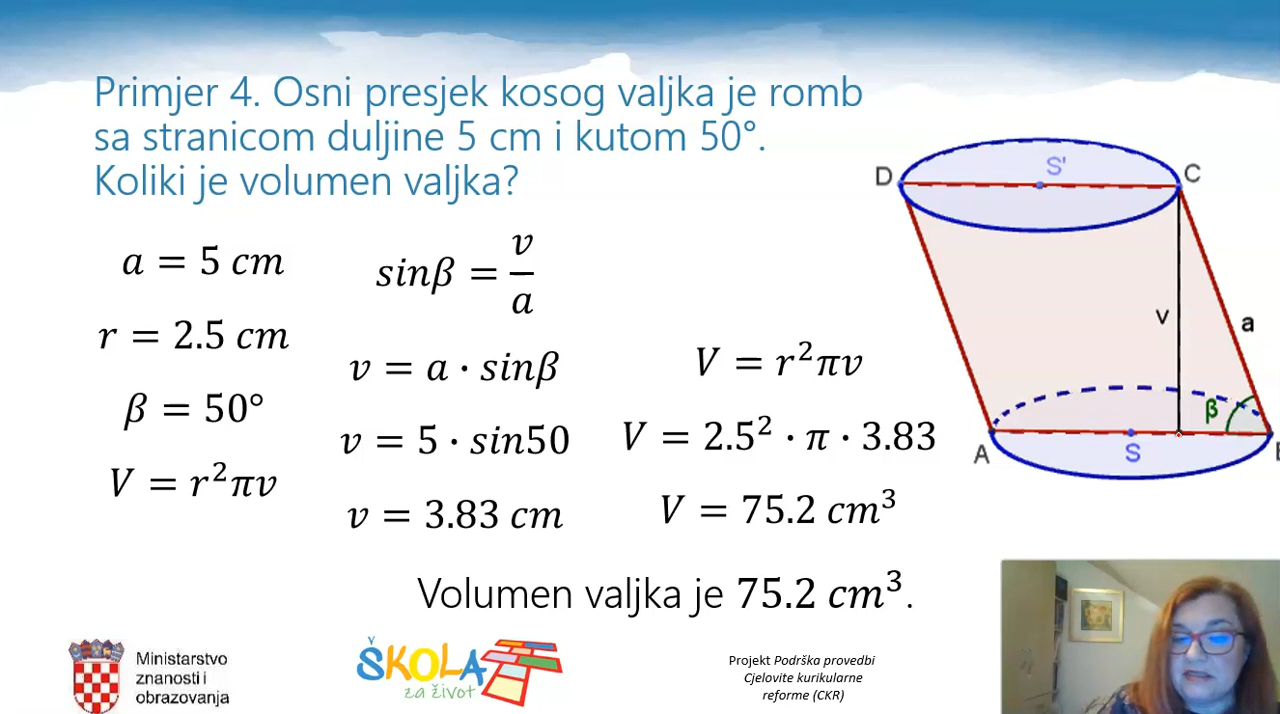 Primjer 4. Osni presjek kosog valjka je romb
sa stranicom duljine 5 cm i kutom 50°.
Koliki je volumen valjka?
a = 5 cm
r = 2.5 cm
β = 50°
V = r²πv
sinβ = v/a
v = a · sinβ
v = 5 · sin50
v = 3.83 cm
V = r²πv
V = 2.5² · π · 3.83
V = 75.2 cm³
Volumen valjka je 75.2 cm³.
D
S'
C
v
a
β
A
S
B
Ministarstvo
znanosti i
obrazovanja
ŠKOLA
za život
Projekt Podrška provedbi
Cjelovite kurikularne
reforme (CKR)